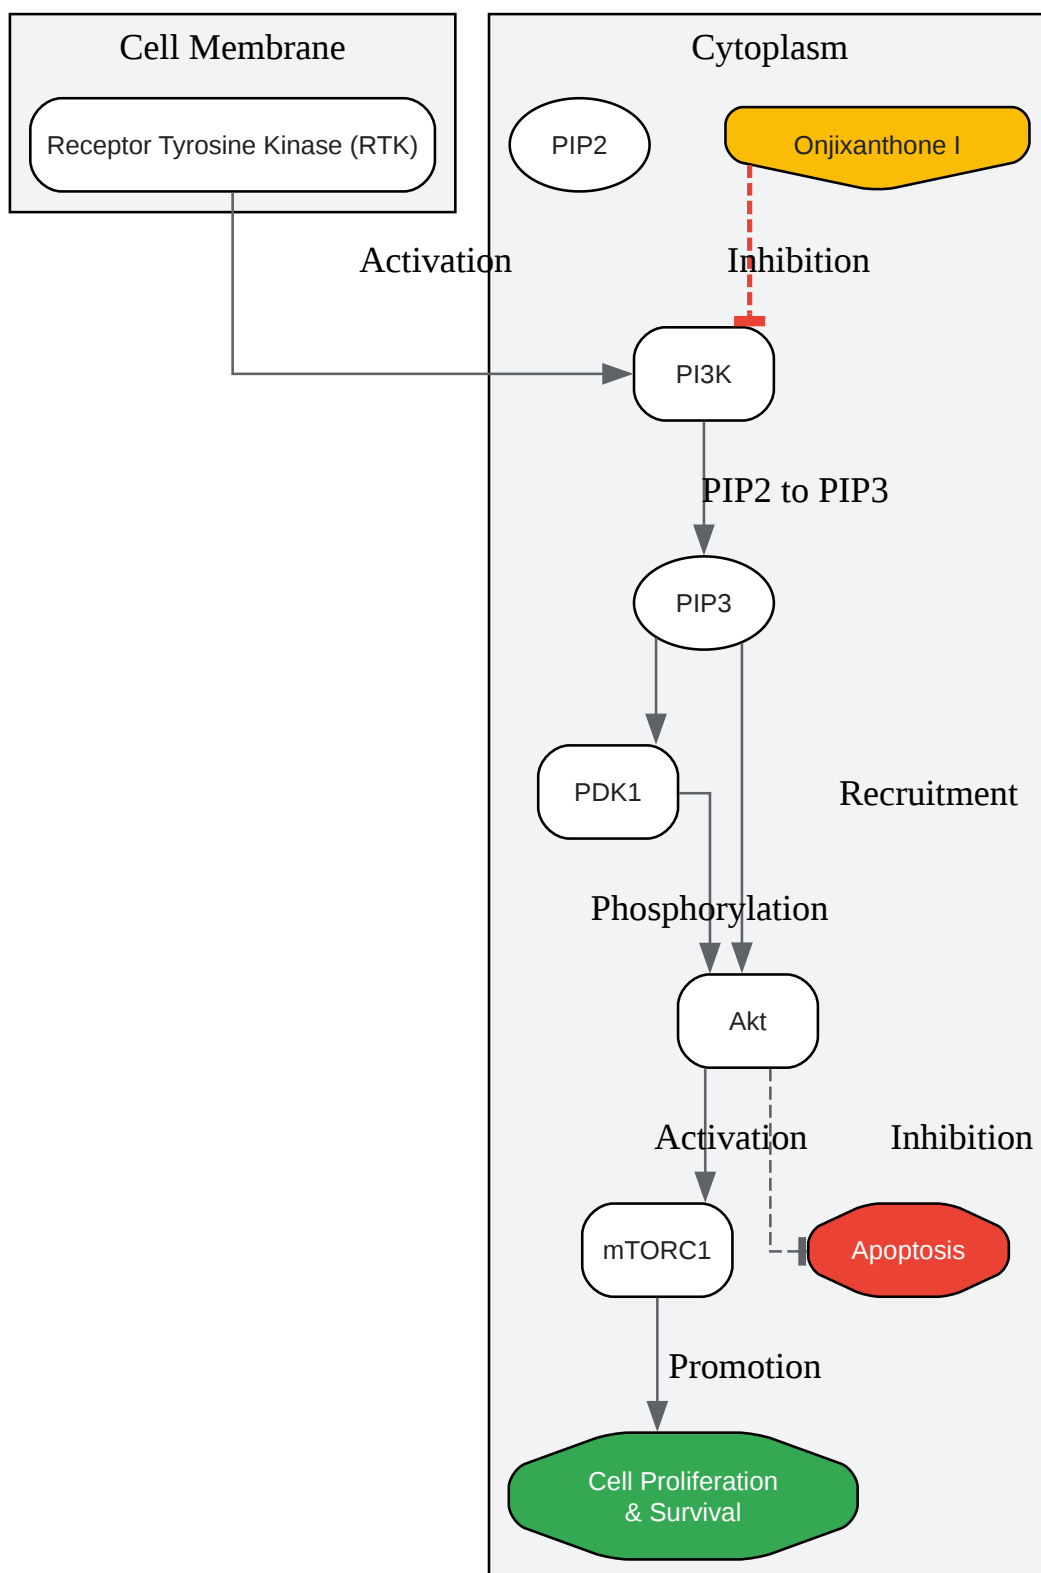 Cell Membrane
Cytoplasm
Receptor Tyrosine Kinase (RTK)
PIP2
Onjixanthone I
Activation
Inhibition
PI3K
PIP2 to PIP3
PIP3
PDK1
Recruitment
Phosphorylation
Akt
Activation
Inhibition
mTORC1
Apoptosis
Promotion
Cell Proliferation
& Survival